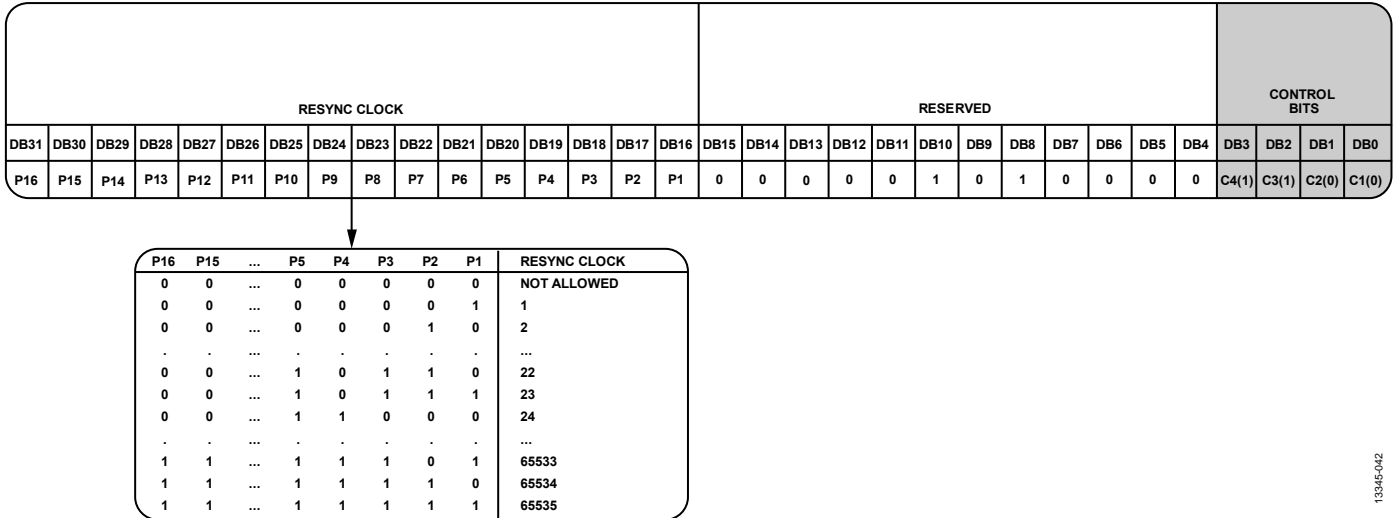 RESYNC CLOCK RESERVED CONTROL
BITS
DB31 DB30 DB29 DB28 DB27 DB26 DB25 DB24 DB23 DB22 DB21 DB20 DB19 DB18 DB17 DB16 DB15 DB14 DB13 DB12 DB11 DB10 DB9 DB8 DB7 DB6 DB5 DB4 DB3 DB2 DB1 DB0
P16 P15 P14 P13 P12 P11 P10 P9 P8 P7 P6 P5 P4 P3 P2 P1 0 0 0 0 0 1 0 1 0 0 0 0 C4(1) C3(1) C2(0) C1(0)
P16 P15 ... P5 P4 P3 P2 P1 RESYNC CLOCK
0 0 ... 0 0 0 0 0 NOT ALLOWED
0 0 ... 0 0 0 0 1 1
0 0 ... 0 0 0 1 0 2
. . ... . . . . . ...
0 0 ... 1 0 1 1 0 22
0 0 ... 1 0 1 1 1 23
0 0 ... 1 1 0 0 0 24
. . ... . . . . . ...
1 1 ... 1 1 1 0 1 65533
1 1 ... 1 1 1 1 0 65534
1 1 ... 1 1 1 1 1 65535
13345-042